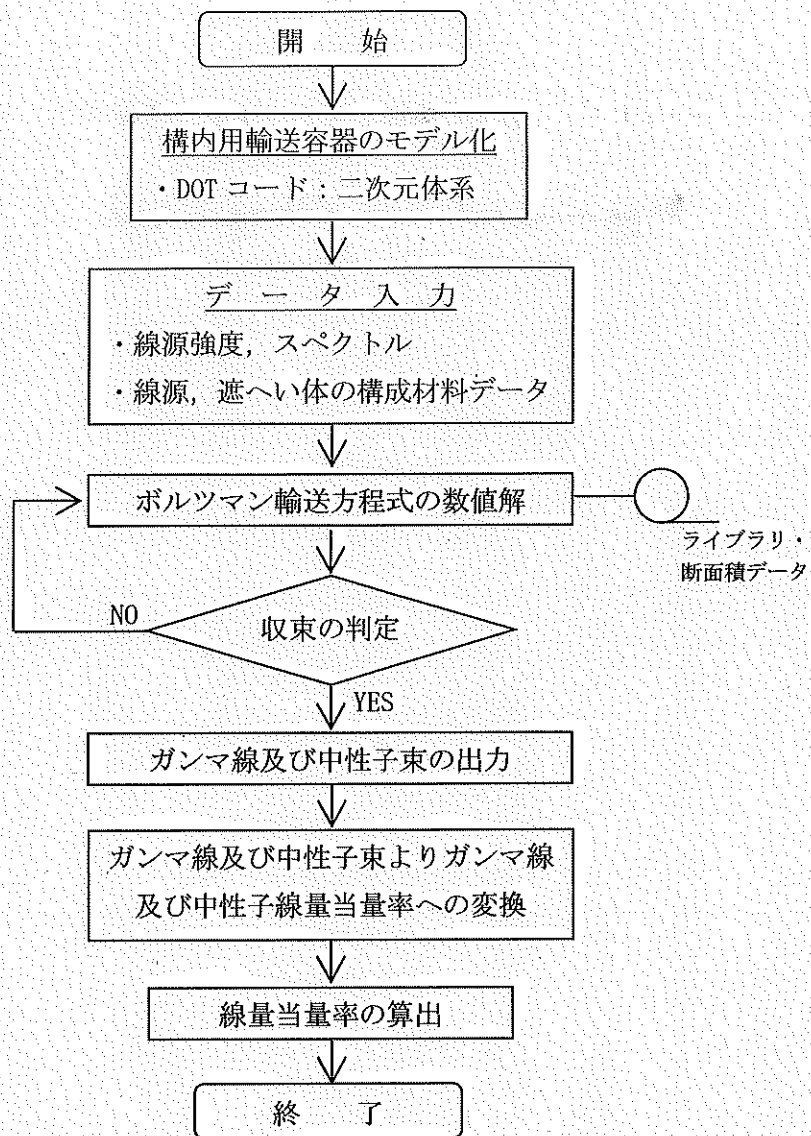 開 始
構内用輸送容器のモデル化
・DOT コード：二次元体系
デ ー タ 入 力
・線源強度，スペクトル
・線源，遮へい体の構成材料データ
ボルツマン輸送方程式の数値解
ライブラリ・
断面積データ
収束の判定
NO
YES
ガンマ線及び中性子束の出力
ガンマ線及び中性子束よりガンマ線
及び中性子線量当量率への変換
線量当量率の算出
終 了